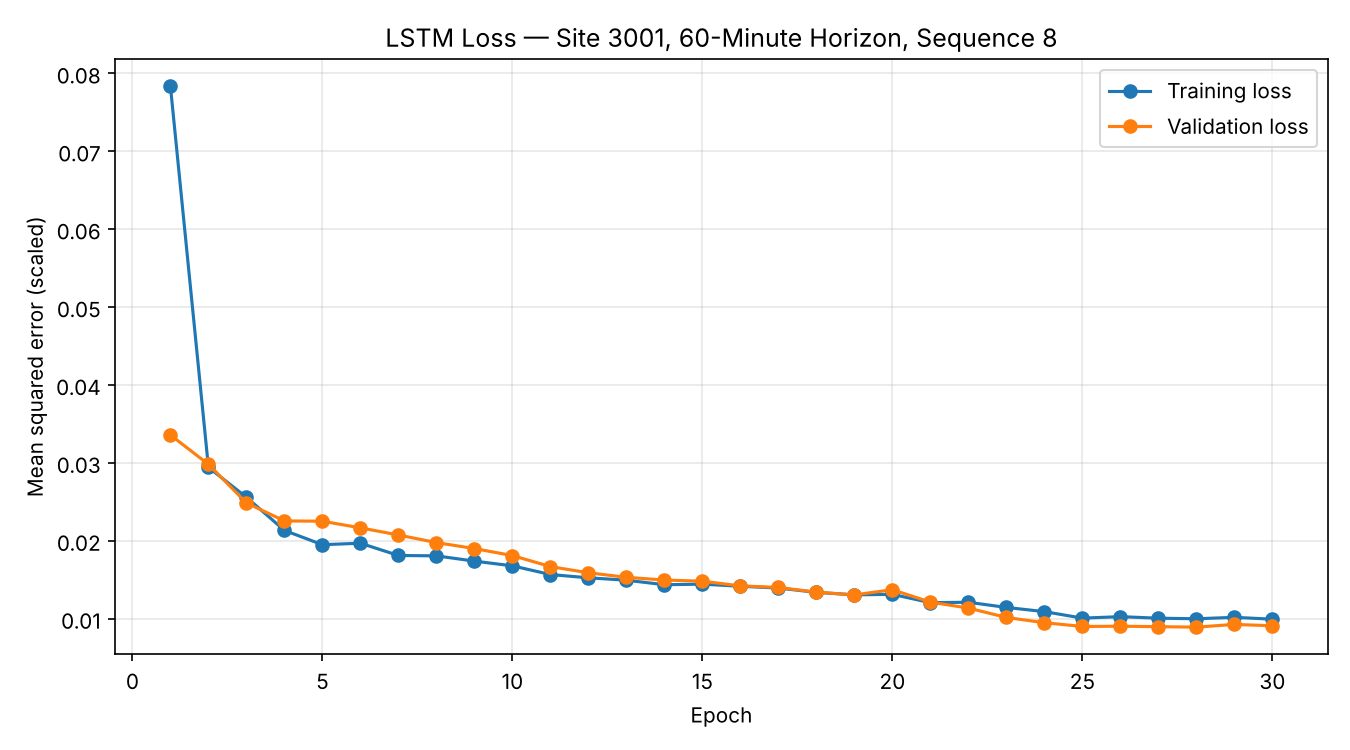 LSTM Loss — Site 3001, 60-Minute Horizon, Sequence 8
Training loss
Validation loss
Mean squared error (scaled)
0.08
0.07
0.06
0.05
0.04
0.03
0.02
0.01
0 5 10 15 20 25 30
Epoch